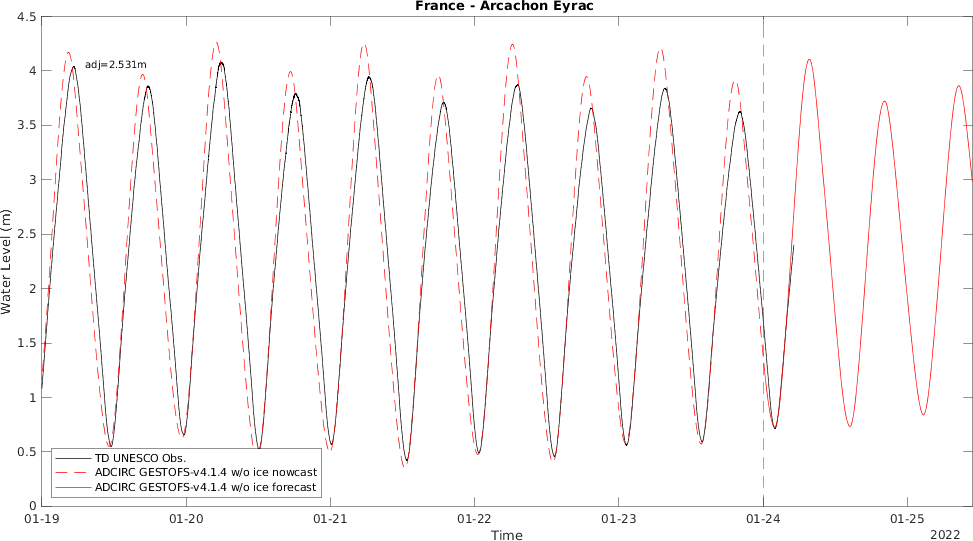 France - Arcachon Eyrac
adj=2.531m
4.5
4
3.5
3
2.5
2
1.5
1
0.5
0
Water Level (m)
TD UNESCO Obs.
ADCIRC GESTOFS-v4.1.4 w/o ice nowcast
ADCIRC GESTOFS-v4.1.4 w/o ice forecast
01-19 01-20 01-21 01-22 01-23 01-24 01-25
Time
2022